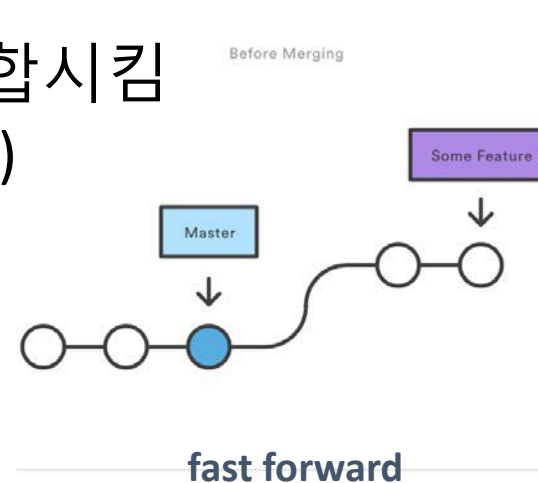 합시킴
)
Before Merging
Some Feature
Master
fast forward